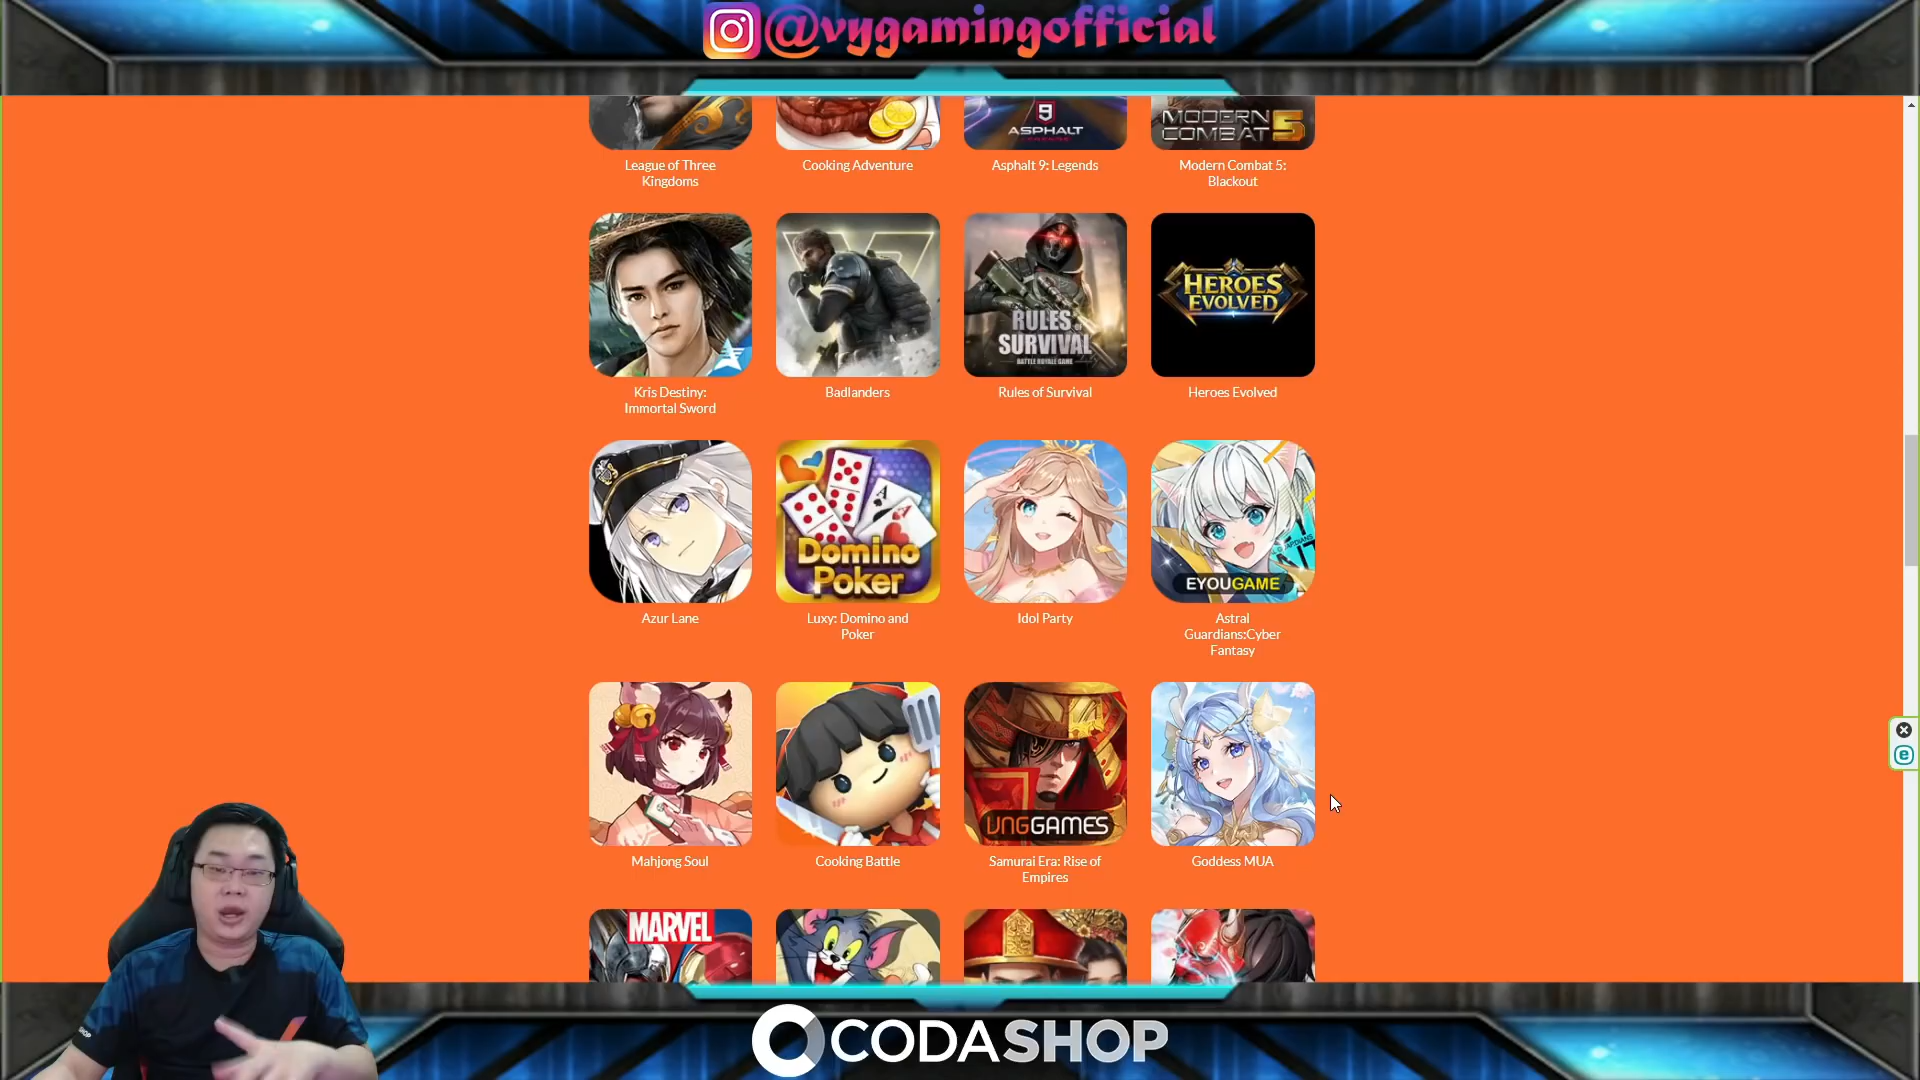 @vygamingofficial
9
ASPHALT
MODERN
COMBAT 5
League of Three
Kingdoms
Cooking Adventure
Asphalt 9: Legends
Modern Combat 5:
Blackout
RULES OF
SURVIVAL
BATTLE ROYALE GAME
HEROES
EVOLVED
Kris Destiny:
Immortal Sword
Badlanders
Rules of Survival
Heroes Evolved
A
A
Domino
Poker
EYOUGAME
Azur Lane
Luxy: Domino and
Poker
Idol Party
Astral
Guardians:Cyber
Fantasy
VNGGAMES
Mahjong Soul
Cooking Battle
Samurai Era: Rise of
Empires
Goddess MUA
MARVEL
CODASHOP